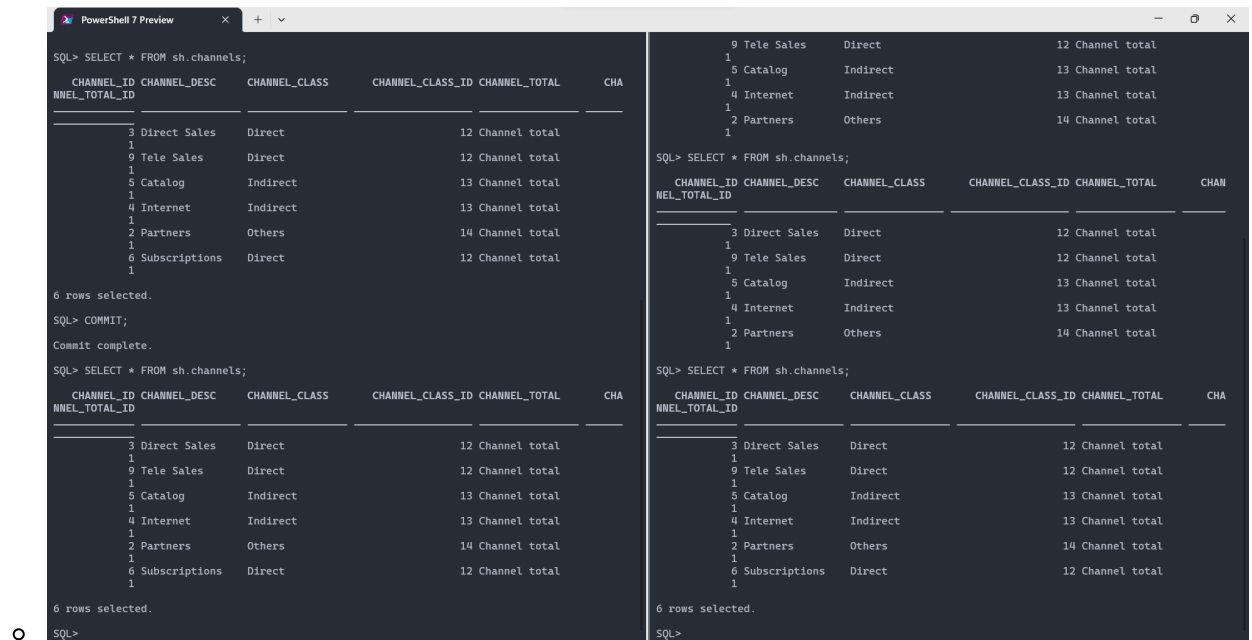 PowerShell 7 Preview
SQL> SELECT * FROM sh.channels;
CHANNEL_ID CHANNEL_DESC CHANNEL_CLASS CHANNEL_CLASS_ID CHANNEL_TOTAL CHA
NNEL_TOTAL_ID
3 Direct Sales Direct 12 Channel total
1
9 Tele Sales Direct 12 Channel total
1
5 Catalog Indirect 13 Channel total
1
4 Internet Indirect 13 Channel total
1
2 Partners Others 14 Channel total
1
6 Subscriptions Direct 12 Channel total
1
6 rows selected.
SQL> COMMIT;
Commit complete.
SQL> SELECT * FROM sh.channels;
CHANNEL_ID CHANNEL_DESC CHANNEL_CLASS CHANNEL_CLASS_ID CHANNEL_TOTAL CHA
NNEL_TOTAL_ID
3 Direct Sales Direct 12 Channel total
1
9 Tele Sales Direct 12 Channel total
1
5 Catalog Indirect 13 Channel total
1
4 Internet Indirect 13 Channel total
1
2 Partners Others 14 Channel total
1
6 Subscriptions Direct 12 Channel total
1
6 rows selected.
SQL>
9 Tele Sales Direct 12 Channel total
1
5 Catalog Indirect 13 Channel total
1
4 Internet Indirect 13 Channel total
1
2 Partners Others 14 Channel total
1
SQL> SELECT * FROM sh.channels;
CHANNEL_ID CHANNEL_DESC CHANNEL_CLASS CHANNEL_CLASS_ID CHANNEL_TOTAL CHAN
NEL_TOTAL_ID
3 Direct Sales Direct 12 Channel total
1
9 Tele Sales Direct 12 Channel total
1
5 Catalog Indirect 13 Channel total
1
4 Internet Indirect 13 Channel total
1
2 Partners Others 14 Channel total
1
SQL> SELECT * FROM sh.channels;
CHANNEL_ID CHANNEL_DESC CHANNEL_CLASS CHANNEL_CLASS_ID CHANNEL_TOTAL CHA
NNEL_TOTAL_ID
3 Direct Sales Direct 12 Channel total
1
9 Tele Sales Direct 12 Channel total
1
5 Catalog Indirect 13 Channel total
1
4 Internet Indirect 13 Channel total
1
2 Partners Others 14 Channel total
1
6 Subscriptions Direct 12 Channel total
1
6 rows selected.
SQL>